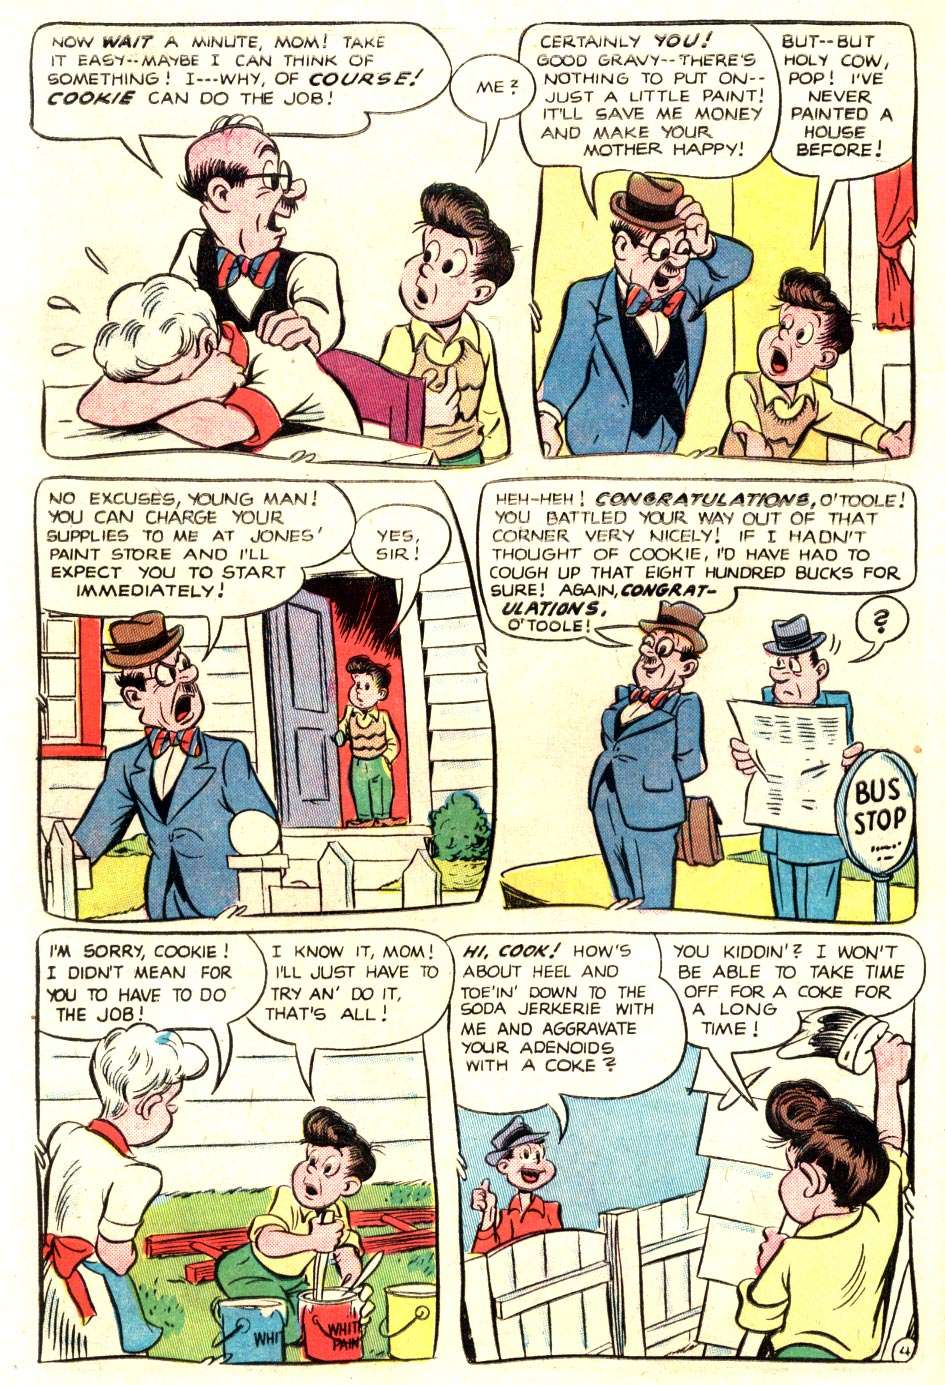 NOW WAIT A MINUTE, MOM! TAKE
IT EASY--MAYBE I CAN THINK OF
SOMETHING! I---WHY, OF COURSE!
COOKIE CAN DO THE JOB!
ME?
CERTAINLY YOU!
GOOD GRAVY--THERE'S
NOTHING TO PUT ON--
JUST A LITTLE PAINT!
IT'LL SAVE ME MONEY
AND MAKE YOUR
MOTHER HAPPY!
BUT--BUT
HOLY COW,
POP! I'VE
NEVER
PAINTED A
HOUSE
BEFORE!
NO EXCUSES, YOUNG MAN!
YOU CAN CHARGE YOUR
SUPPLIES TO ME AT JONES'
PAINT STORE AND I'LL
EXPECT YOU TO START
IMMEDIATELY!
YES,
SIR!
HEH-HEH! CONGRATULATIONS, O'TOOLE!
YOU BATTLED YOUR WAY OUT OF THAT
CORNER VERY NICELY! IF I HADN'T
THOUGHT OF COOKIE, I'D HAVE HAD TO
COUGH UP THAT EIGHT HUNDRED BUCKS FOR
SURE! AGAIN, CONGRAT-
ULATIONS,
O'TOOLE!
?
BUS
STOP
I'M SORRY, COOKIE!
I DIDN'T MEAN FOR
YOU TO HAVE TO DO
THE JOB!
I KNOW IT, MOM!
I'LL JUST HAVE TO
TRY AN' DO IT,
THAT'S ALL!
WHIT
WHITE
PAIN
HI, COOK! HOW'S
ABOUT HEEL AND
TOE'IN' DOWN TO THE
SODA JERKERIE WITH
ME AND AGGRAVATE
YOUR ADENOIDS
WITH A COKE?
YOU KIDDIN'? I WON'T
BE ABLE TO TAKE TIME
OFF FOR A COKE FOR
A LONG
TIME!
4